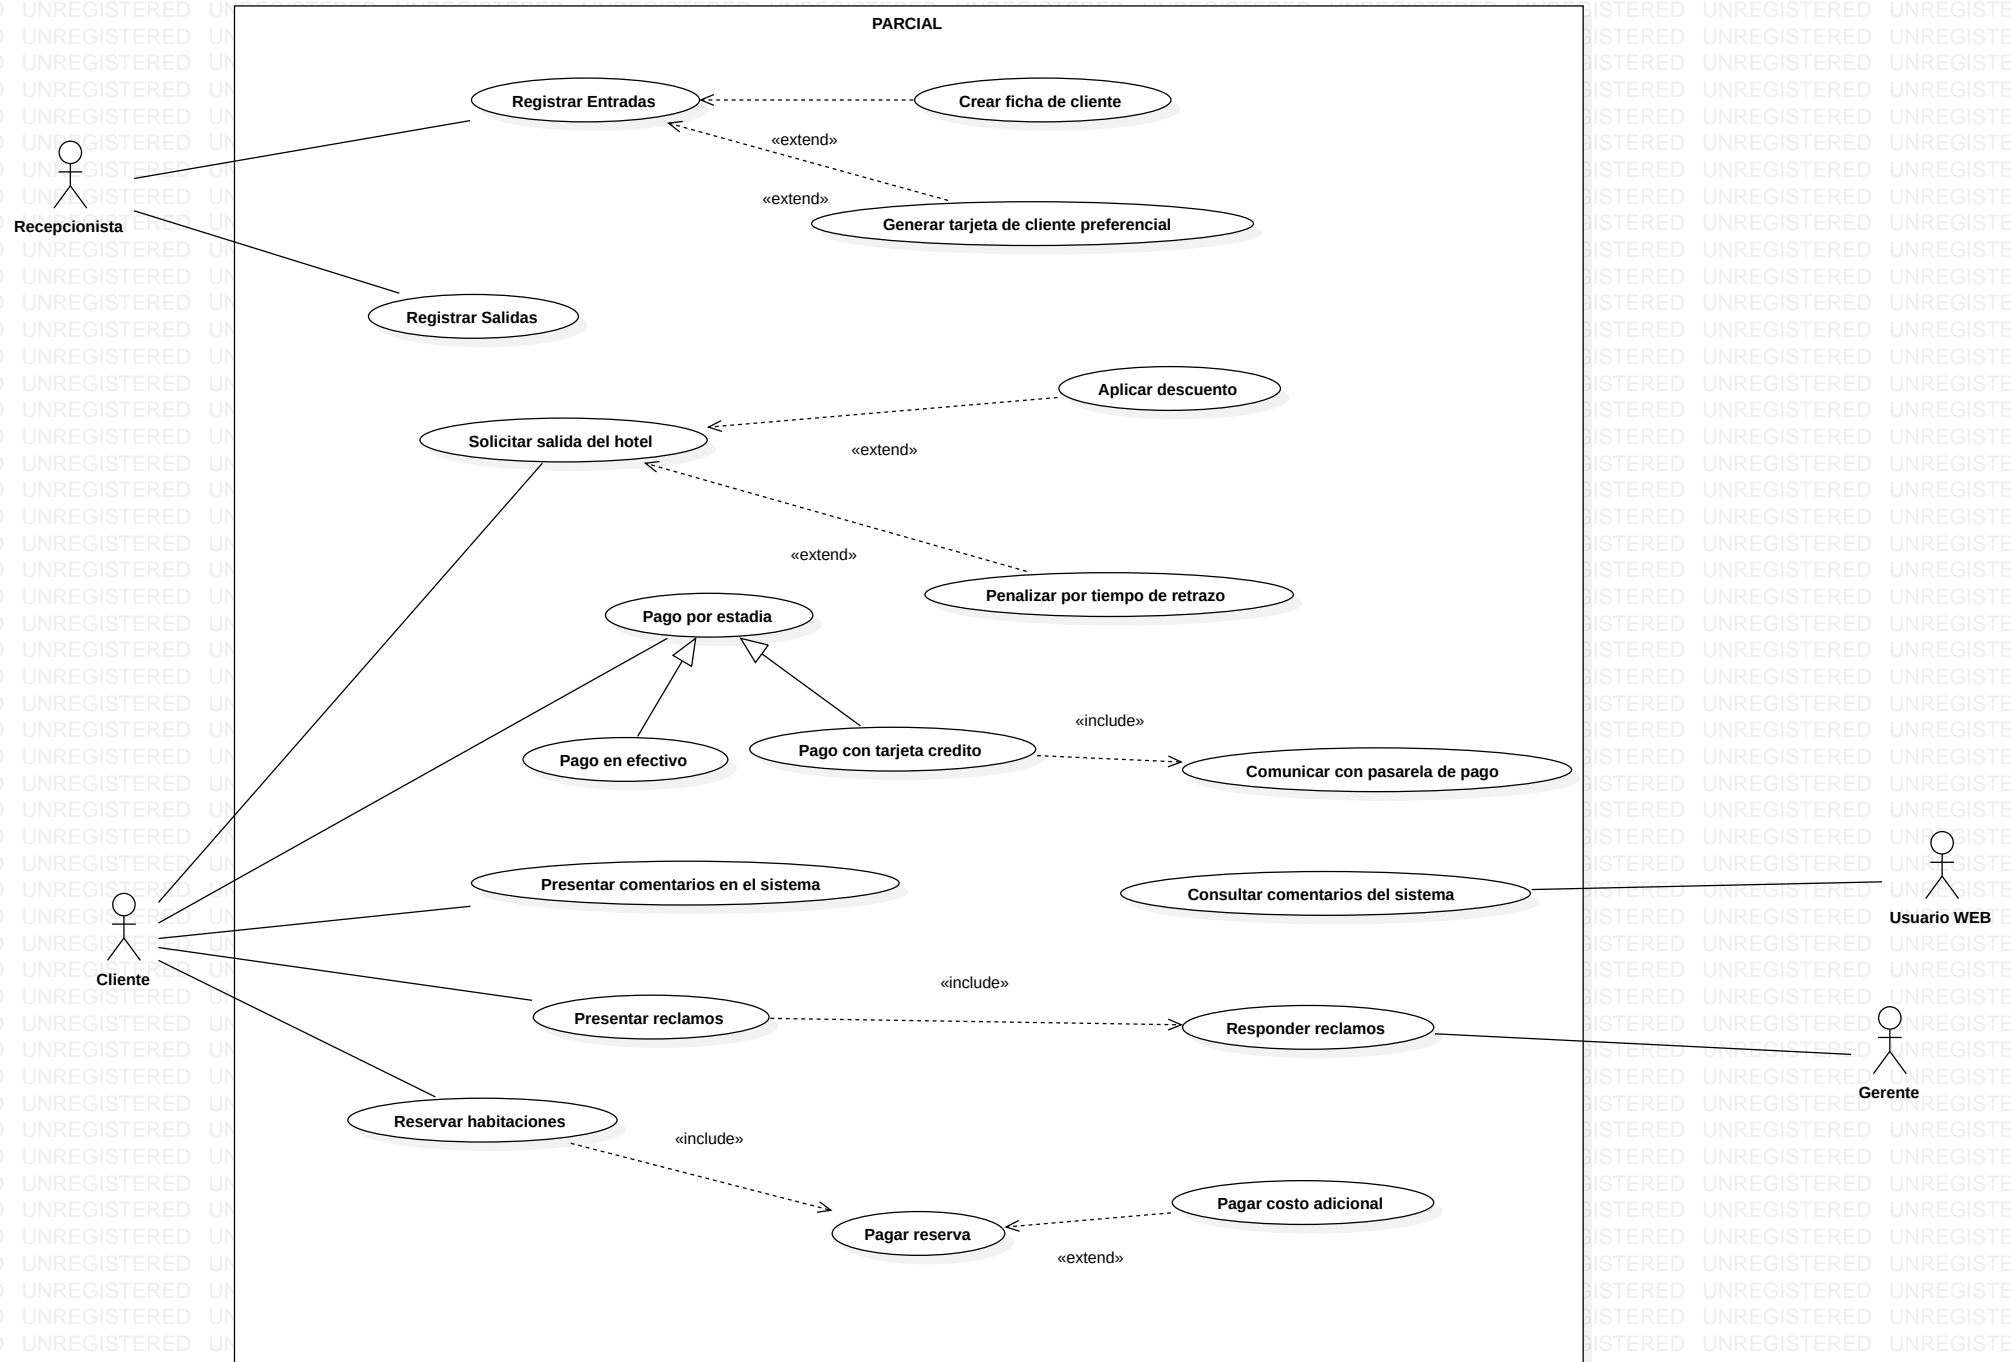 PARCIAL
Registrar Entradas
Crear ficha de cliente
«extend»
Recepcionista
«extend»
Generar tarjeta de cliente preferencial
Registrar Salidas
Aplicar descuento
Solicitar salida del hotel
«extend»
«extend»
Penalizar por tiempo de retrazo
Pago por estadia
«include»
Pago en efectivo
Pago con tarjeta credito
Comunicar con pasarela de pago
Presentar comentarios en el sistema
Consultar comentarios del sistema
Usuario WEB
Cliente
«include»
Presentar reclamos
Responder reclamos
Gerente
Reservar habitaciones
«include»
Pagar costo adicional
Pagar reserva
«extend»
UNREGISTERED